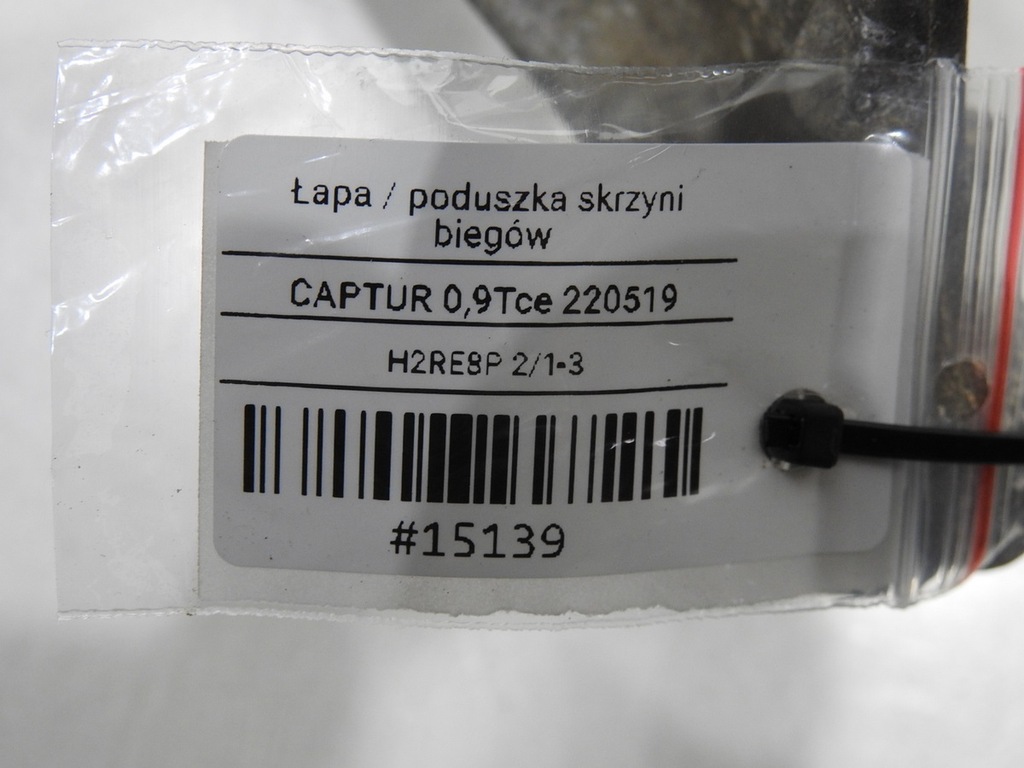 Łapa / poduszka skrzyni
biegów
CAPTUR 0,9Tce 220519
H2RE8P 2/1-3
#15139